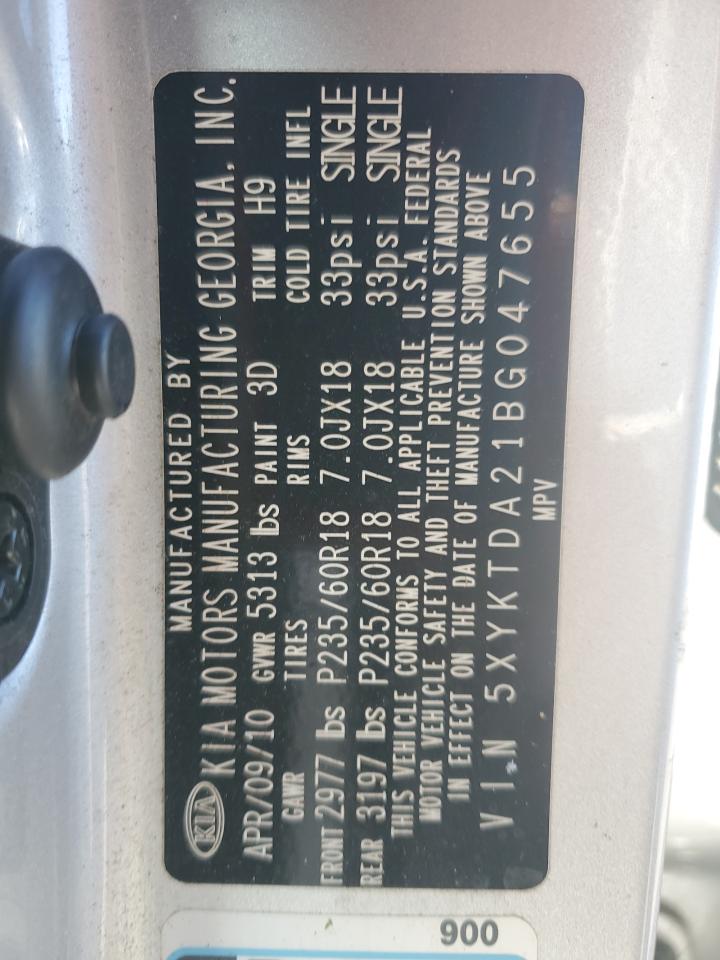 MANUFACTURED BY
KIA KIA MOTORS MANUFACTURING GEORGIA, INC.
APR/09/10 GVWR 5313 lbs PAINT 3D TRIM H9
GAWR TIRES RIMS COLD TIRE INFL
FRONT 2977 lbs P235/60R18 7.0JX18 33psi SINGLE
REAR 3197 lbs P235/60R18 7.0JX18 33psi SINGLE
THIS VEHICLE CONFORMS TO ALL APPLICABLE U.S.A. FEDERAL
MOTOR VEHICLE SAFETY AND THEFT PREVENTION STANDARDS
IN EFFECT ON THE DATE OF MANUFACTURE SHOWN ABOVE
V I N 5XYKTDA21BG047655
MPV
900